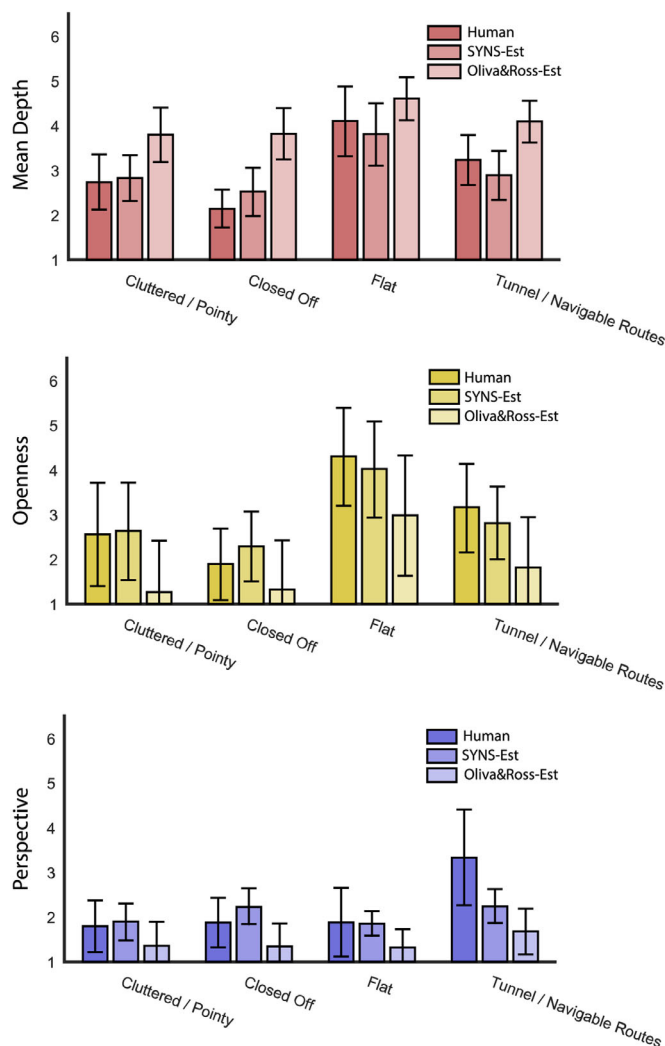 6
5
4
3
2
1
Mean Depth
Human
SYNS-Est
Oliva&Ross-Est
Cluttered / Pointy
Closed Off
Flat
Tunnel / Navigable Routes
6
5
4
3
2
1
Openness
Human
SYNS-Est
Oliva&Ross-Est
Cluttered / Pointy
Closed Off
Flat
Tunnel / Navigable Routes
6
5
4
3
2
1
Perspective
Human
SYNS-Est
Oliva&Ross-Est
Cluttered / Pointy
Closed Off
Flat
Tunnel / Navigable Routes